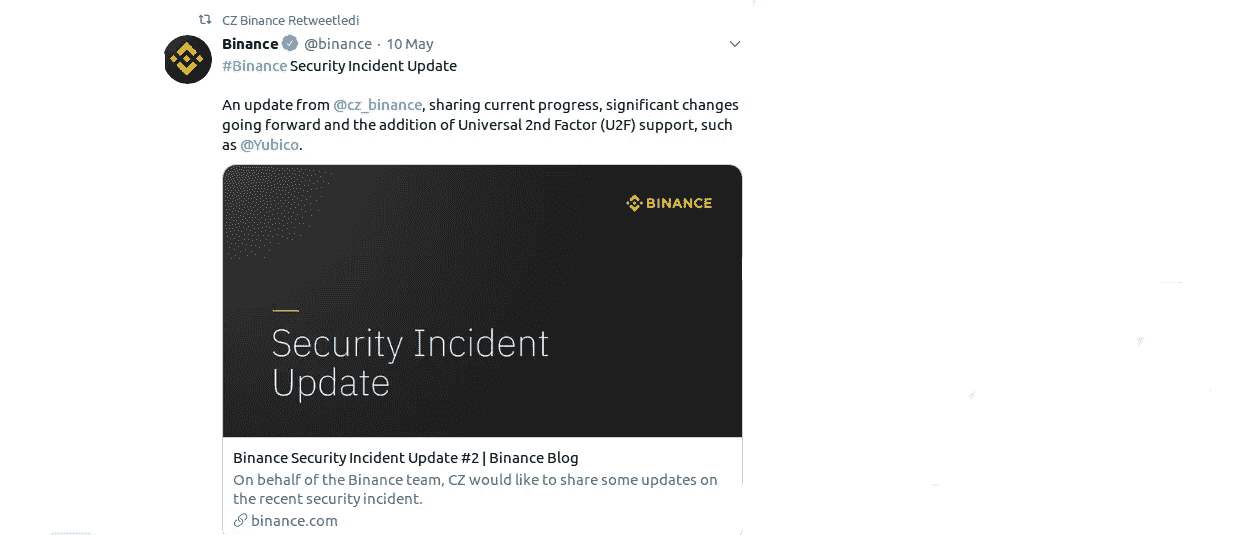 CZ Binance Retweetledi
Binance @binance · 10 May
#Binance Security Incident Update
An update from @cz_binance, sharing current progress, significant changes
going forward and the addition of Universal 2nd Factor (U2F) support, such
as @Yubico.
BINANCE
Security Incident
Update
Binance Security Incident Update #2 | Binance Blog
On behalf of the Binance team, CZ would like to share some updates on
the recent security incident.
binance.com